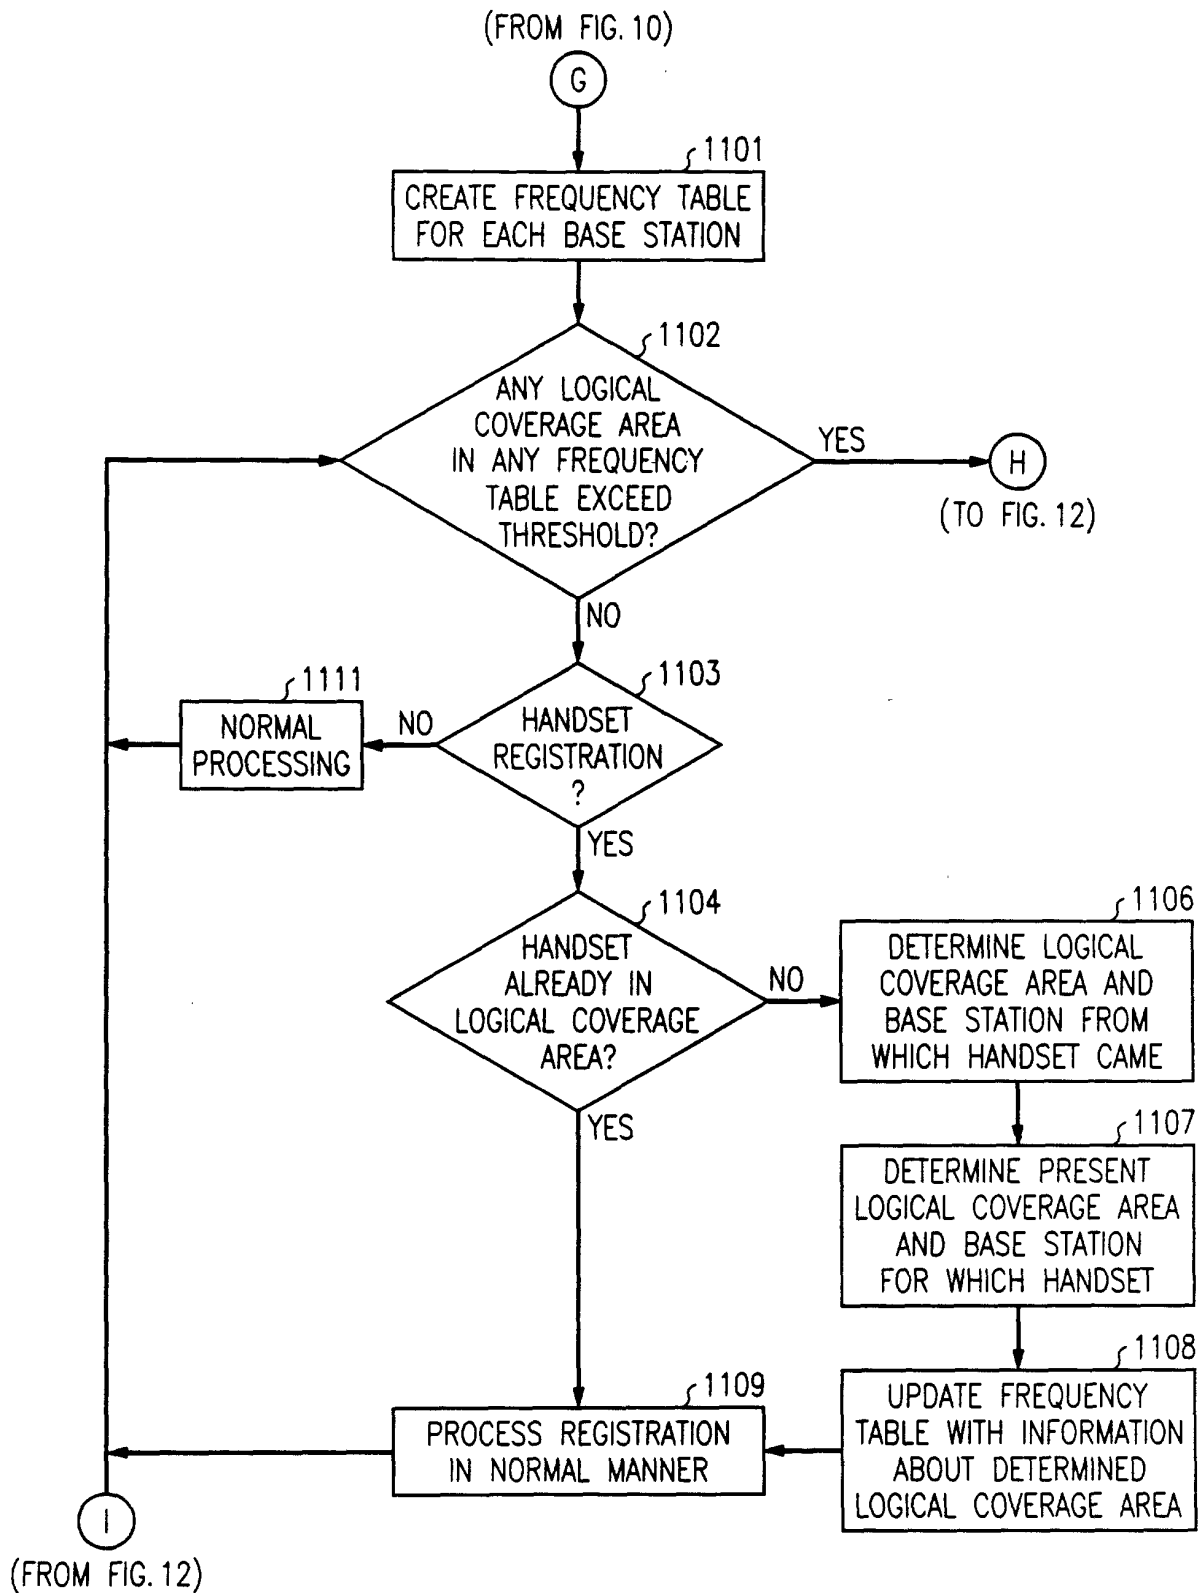 (FROM FIG. 10)
G
1101
CREATE FREQUENCY TABLE
FOR EACH BASE STATION
1102
ANY LOGICAL
COVERAGE AREA
IN ANY FREQUENCY
TABLE EXCEED
THRESHOLD?
YES
H
(TO FIG. 12)
NO
1103
HANDSET
REGISTRATION
?
NO
1111
NORMAL
PROCESSING
YES
1104
HANDSET
ALREADY IN
LOGICAL COVERAGE
AREA?
NO
1106
DETERMINE LOGICAL
COVERAGE AREA AND
BASE STATION FROM
WHICH HANDSET CAME
1107
DETERMINE PRESENT
LOGICAL COVERAGE AREA
AND BASE STATION
FOR WHICH HANDSET
1108
UPDATE FREQUENCY
TABLE WITH INFORMATION
ABOUT DETERMINED
LOGICAL COVERAGE AREA
YES
1109
PROCESS REGISTRATION
IN NORMAL MANNER
I
(FROM FIG. 12)